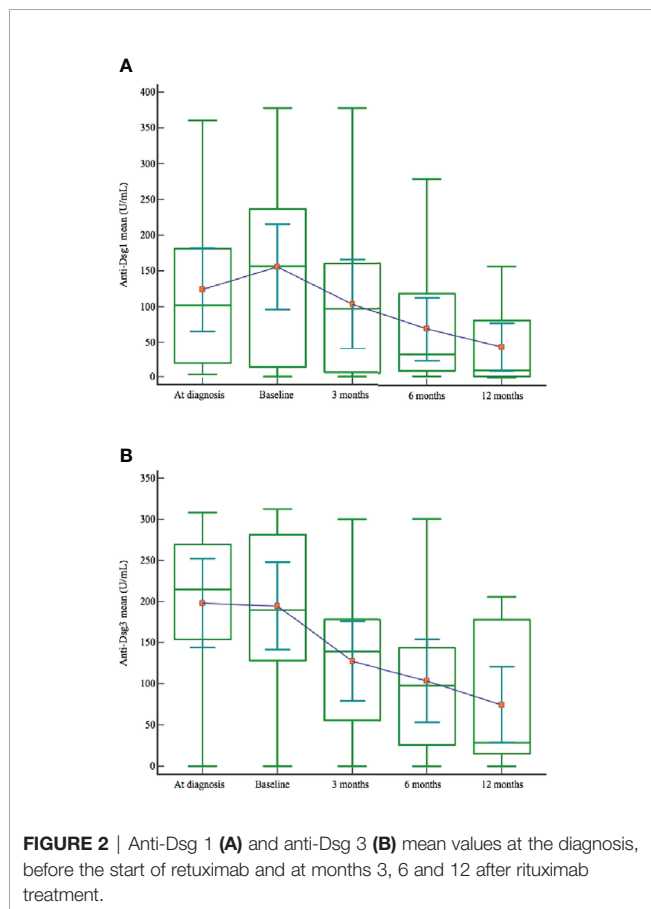 A
400
350
300
250
200
150
100
50
0
Anti-Dsg1 mean (U/mL)
At diagnosis Baseline 3 months 6 months 12 months
B
350
300
250
200
150
100
50
0
Anti-Dsg3 mean (U/mL)
At diagnosis Baseline 3 months 6 months 12 months
FIGURE 2 | Anti-Dsg 1 (A) and anti-Dsg 3 (B) mean values at the diagnosis,
before the start of retuximab and at months 3, 6 and 12 after rituximab
treatment.